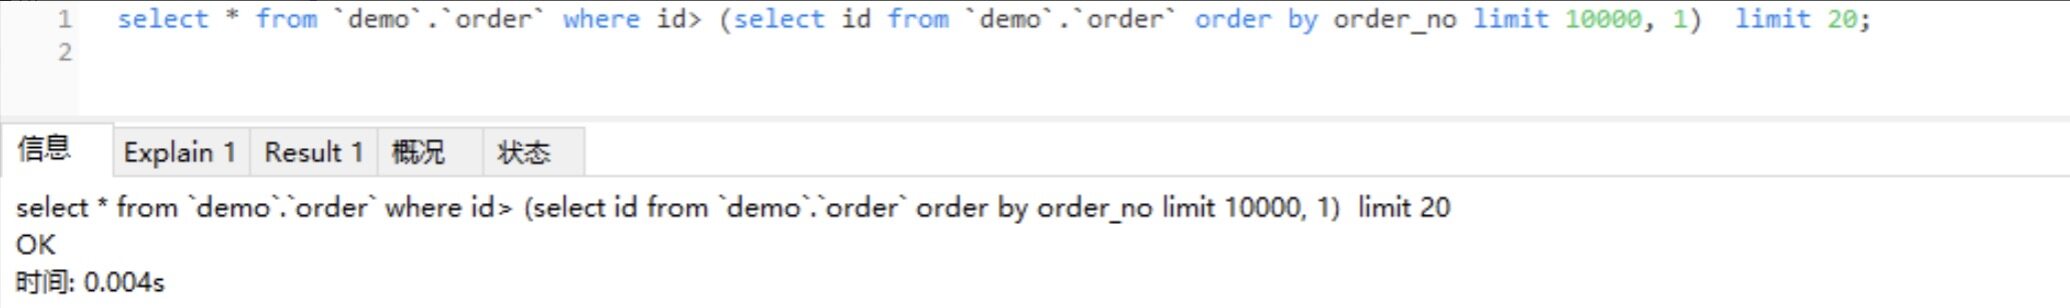 1 select * from `demo`.`order` where id> (select id from `demo`.`order` order by order_no limit 10000, 1)  limit 20;
2
信息 Explain 1 Result 1 概况 状态
select * from `demo`.`order` where id> (select id from `demo`.`order` order by order_no limit 10000, 1)  limit 20
OK
时间: 0.004s